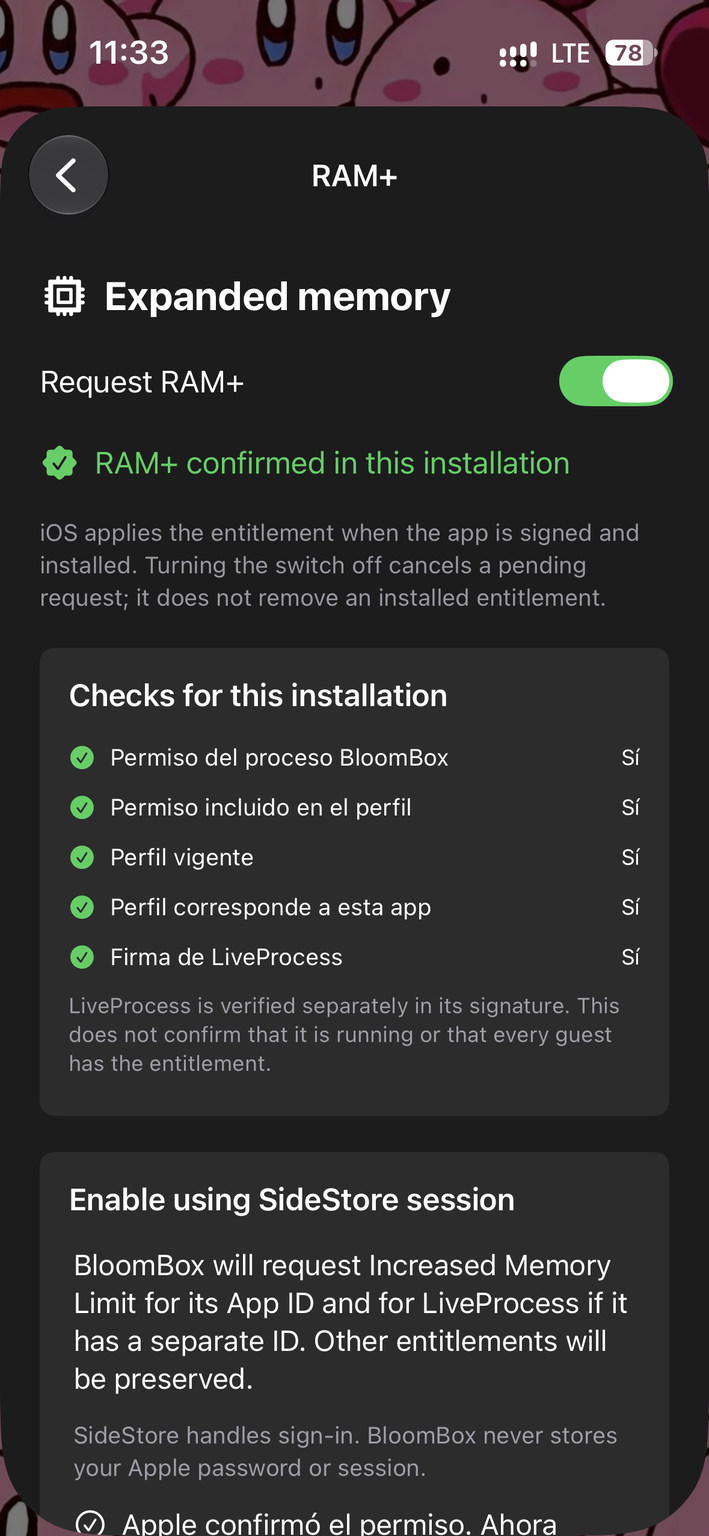 11:33
LTE
78
RAM+
Expanded memory
Request RAM+
RAM+ confirmed in this installation
iOS applies the entitlement when the app is signed and
installed. Turning the switch off cancels a pending
request; it does not remove an installed entitlement.
Checks for this installation
Permiso del proceso BloomBox Sí
Permiso incluido en el perfil Sí
Perfil vigente Sí
Perfil corresponde a esta app Sí
Firma de LiveProcess Sí
LiveProcess is verified separately in its signature. This
does not confirm that it is running or that every guest
has the entitlement.
Enable using SideStore session
BloomBox will request Increased Memory
Limit for its App ID and for LiveProcess if it
has a separate ID. Other entitlements will
be preserved.
SideStore handles sign-in. BloomBox never stores
your Apple password or session.
Apple confirmó el permiso. Ahora